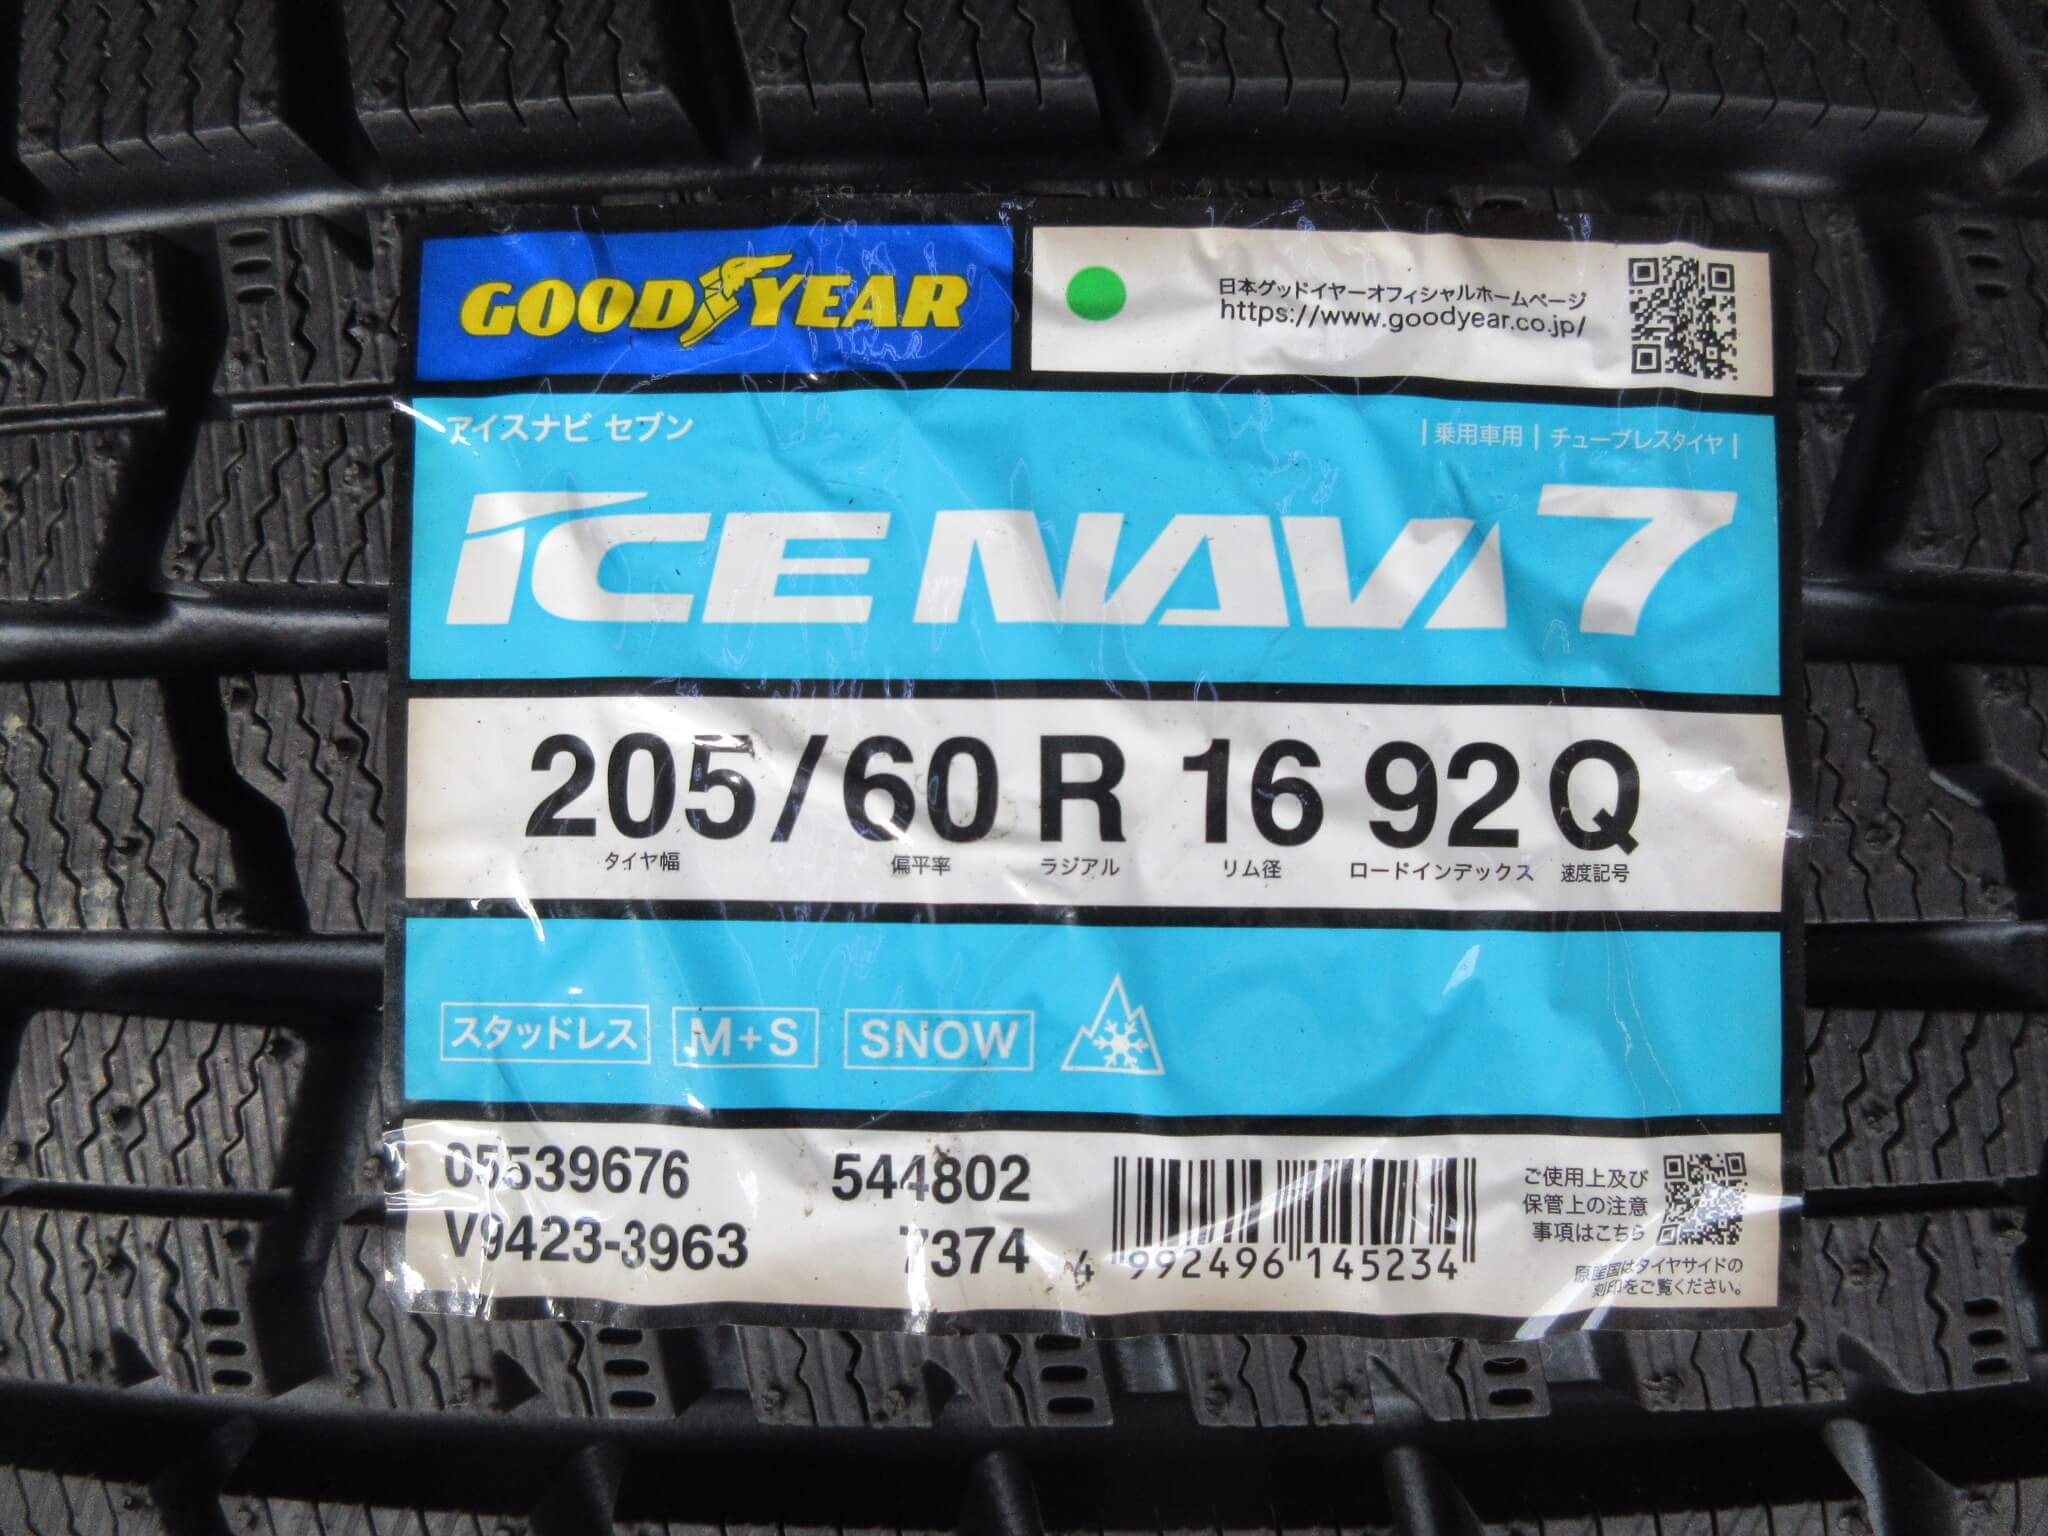 GOODYEAR
日本グッドイヤーオフィシャルホームページ
https://www.goodyear.co.jp/
アイスナビ セブン
|乗用車用|チューブレスタイヤ|
ICE NAVI 7
205/60 R 16 92 Q
タイヤ幅 偏平率 ラジアル リム径 ロードインデックス 速度記号
スタッドレス M+S SNOW
05539676 544802
V9423-3963 7374
4 992496 145234
ご使用上及び
保管上の注意
事項はこちら
原産国はタイヤサイドの
刻印をご覧ください。